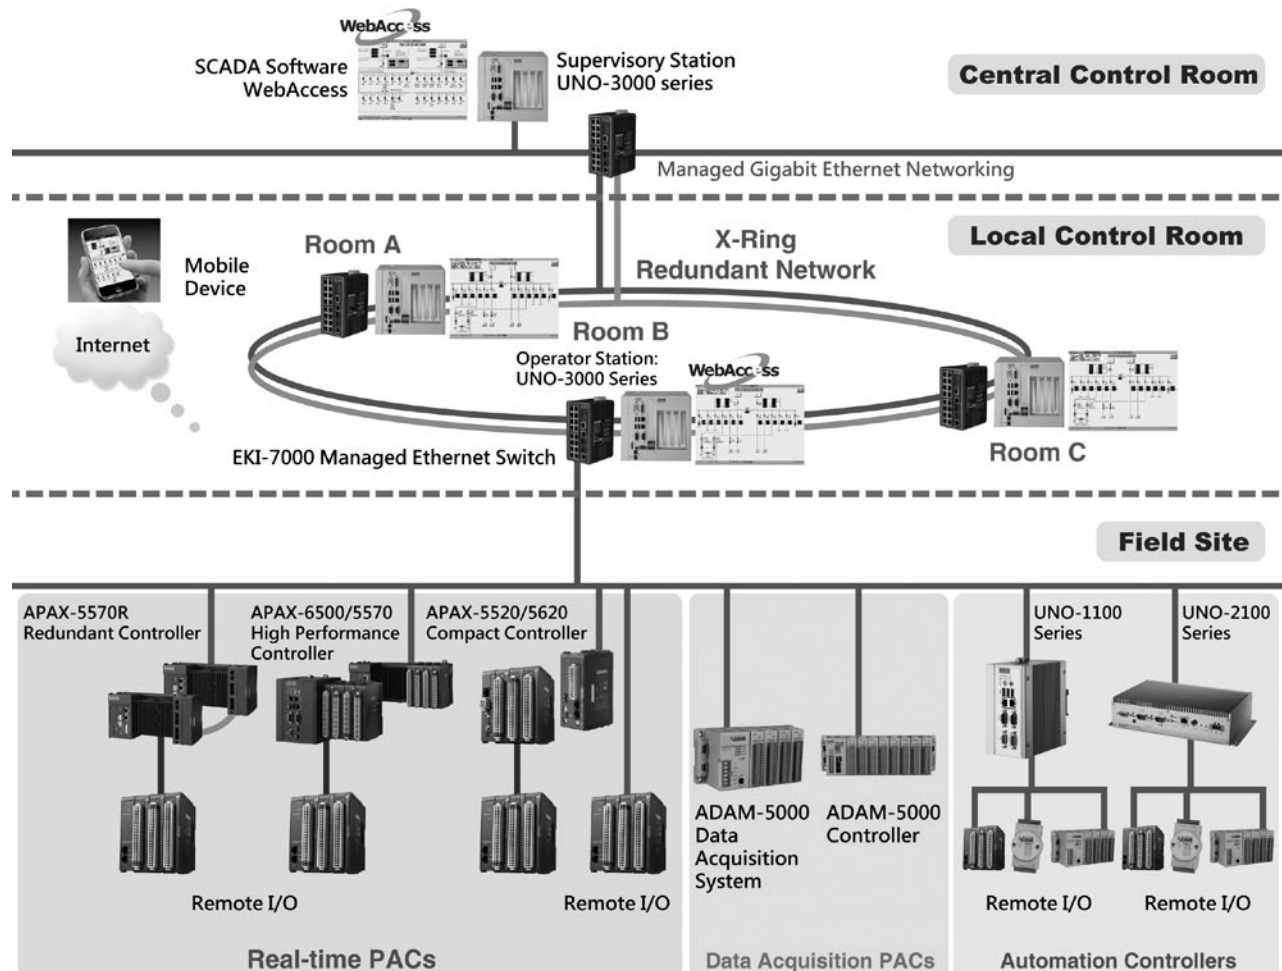 WebAccess
SCADA Software
WebAccess
Supervisory Station
UNO-3000 series
Central Control Room
Managed Gigabit Ethernet Networking
Local Control Room
Mobile
Device
Internet
Room A
X-Ring
Redundant Network
Room B
Operator Station:
UNO-3000 Series
WebAccess
EKI-7000 Managed Ethernet Switch
Room C
Field Site
APAX-5570R
Redundant Controller
APAX-6500/5570
High Performance
Controller
APAX-5520/5620
Compact Controller
UNO-1100
Series
UNO-2100
Series
ADAM-5000
Data
Acquisition
System
ADAM-5000
Controller
Remote I/O
Remote I/O
Remote I/O
Remote I/O
Real-time PACs
Data Acquisition PACs
Automation Controllers